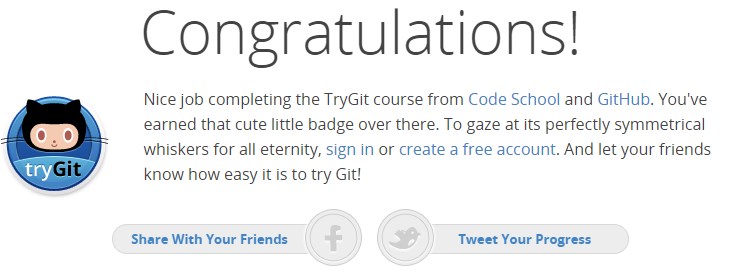 Congratulations!
Nice job completing the TryGit course from Code School and GitHub. You've
earned that cute little badge over there. To gaze at its perfectly symmetrical
whiskers for all eternity, sign in or create a free account. And let your friends
know how easy it is to try Git!
tryGit
Share With Your Friends
Tweet Your Progress